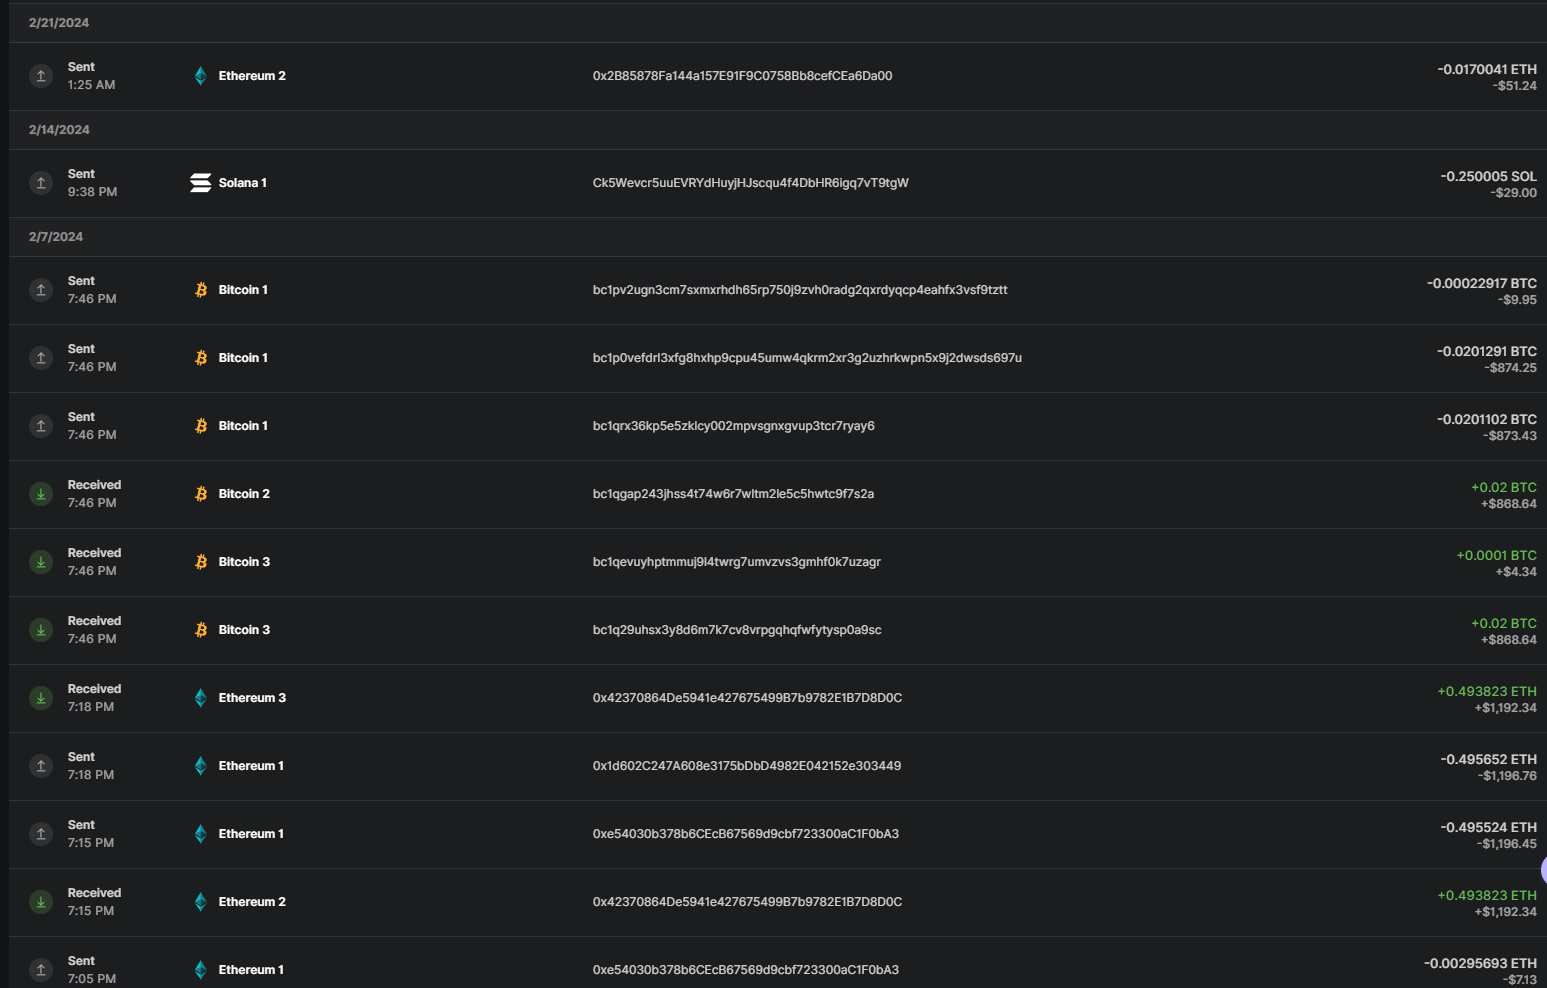 2/21/2024
Sent
1:25 AM
Ethereum 2
0x2B85878Fa144a157E91F9C0758Bb8cefCEa6Da00
-0.0170041 ETH
-$51.24
2/14/2024
Sent
9:38 PM
Solana 1
Ck5Wevcr5uuEVRYdHuyjHJscqu4f4DbHR6igq7vT9tgW
-0.250005 SOL
-$29.00
2/7/2024
Sent
7:46 PM
Bitcoin 1
bc1pv2ugn3cm7sxmxrhdh65rp750j9zvh0radg2qxrdyqcp4eahfx3vsf9tztt
-0.00022917 BTC
-$9.95
Sent
7:46 PM
Bitcoin 1
bc1p0vefdrl3xfg8hxhp9cpu45umw4qkrm2xr3g2uzhrkwpn5x9j2dwsds697u
-0.0201291 BTC
-$874.25
Sent
7:46 PM
Bitcoin 1
bc1qrx36kp5e5zklcy002mpvsgnxgvup3tcr7ryay6
-0.0201102 BTC
-$873.43
Received
7:46 PM
Bitcoin 2
bc1qgap243jhss4t74w6r7wltm2le5c5hwtc9f7s2a
+0.02 BTC
+$868.64
Received
7:46 PM
Bitcoin 3
bc1qevuyhptmmuj9l4twrg7umvzvs3gmhf0k7uzagr
+0.0001 BTC
+$4.34
Received
7:46 PM
Bitcoin 3
bc1q29uhsx3y8d6m7k7cv8vrpgqhqfwfytysp0a9sc
+0.02 BTC
+$868.64
Received
7:18 PM
Ethereum 3
0x42370864De5941e427675499B7b9782E1B7D8D0C
+0.493823 ETH
+$1,192.34
Sent
7:18 PM
Ethereum 1
0x1d602C247A608e3175bDbD4982E042152e303449
-0.495652 ETH
-$1,196.76
Sent
7:15 PM
Ethereum 1
0xe54030b378b6CEcB67569d9cbf723300aC1F0bA3
-0.495524 ETH
-$1,196.45
Received
7:15 PM
Ethereum 2
0x42370864De5941e427675499B7b9782E1B7D8D0C
+0.493823 ETH
+$1,192.34
Sent
7:05 PM
Ethereum 1
0xe54030b378b6CEcB67569d9cbf723300aC1F0bA3
-0.00295693 ETH
-$7.13